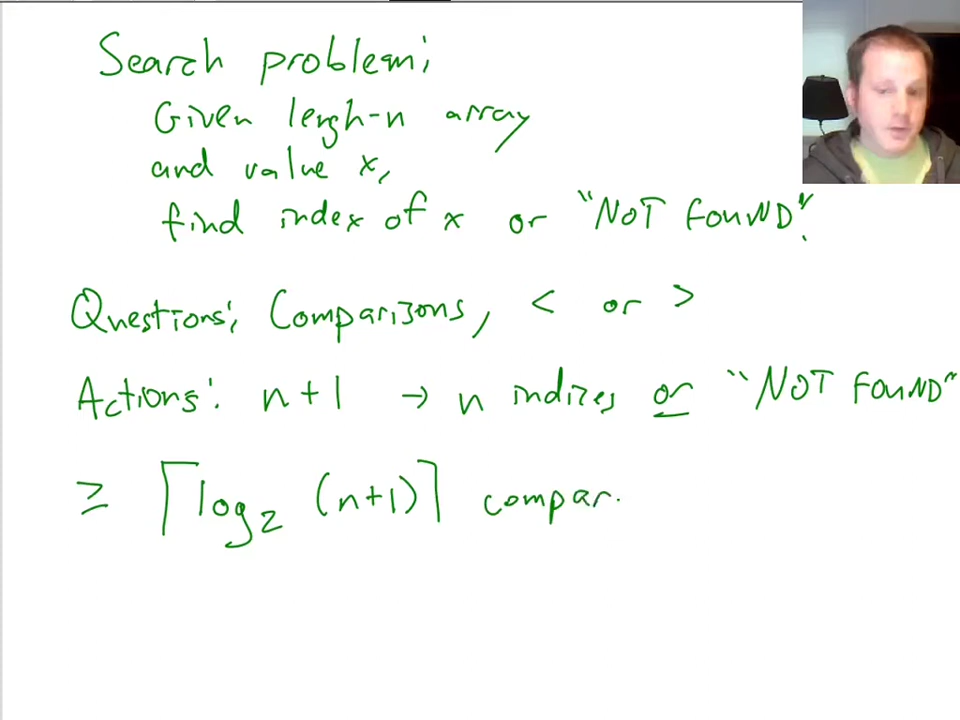 Search problem:
Given lengh-n array
and value x,
find index of x or "NOT FOUND".
Questions: Comparisons, < or >
Actions: n+1 → n indices or "NOT FOUND"
≥ ⌈log₂ (n+1)⌉ compar.